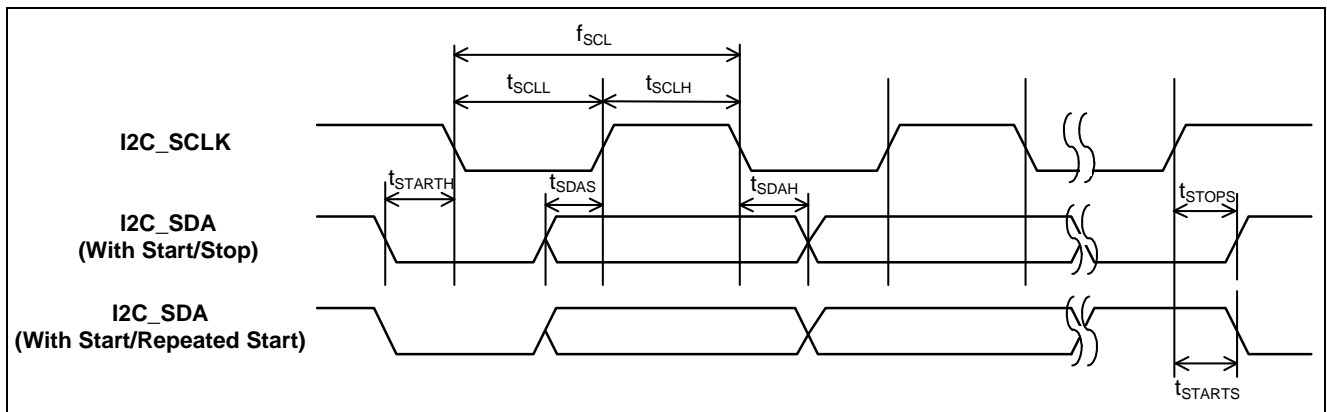 fSCL
tSCLL
tSCLH
I2C_SCLK
tSTARTH
tSDAS
tSDAH
tSTOPS
I2C_SDA
(With Start/Stop)
I2C_SDA
(With Start/Repeated Start)
tSTARTS